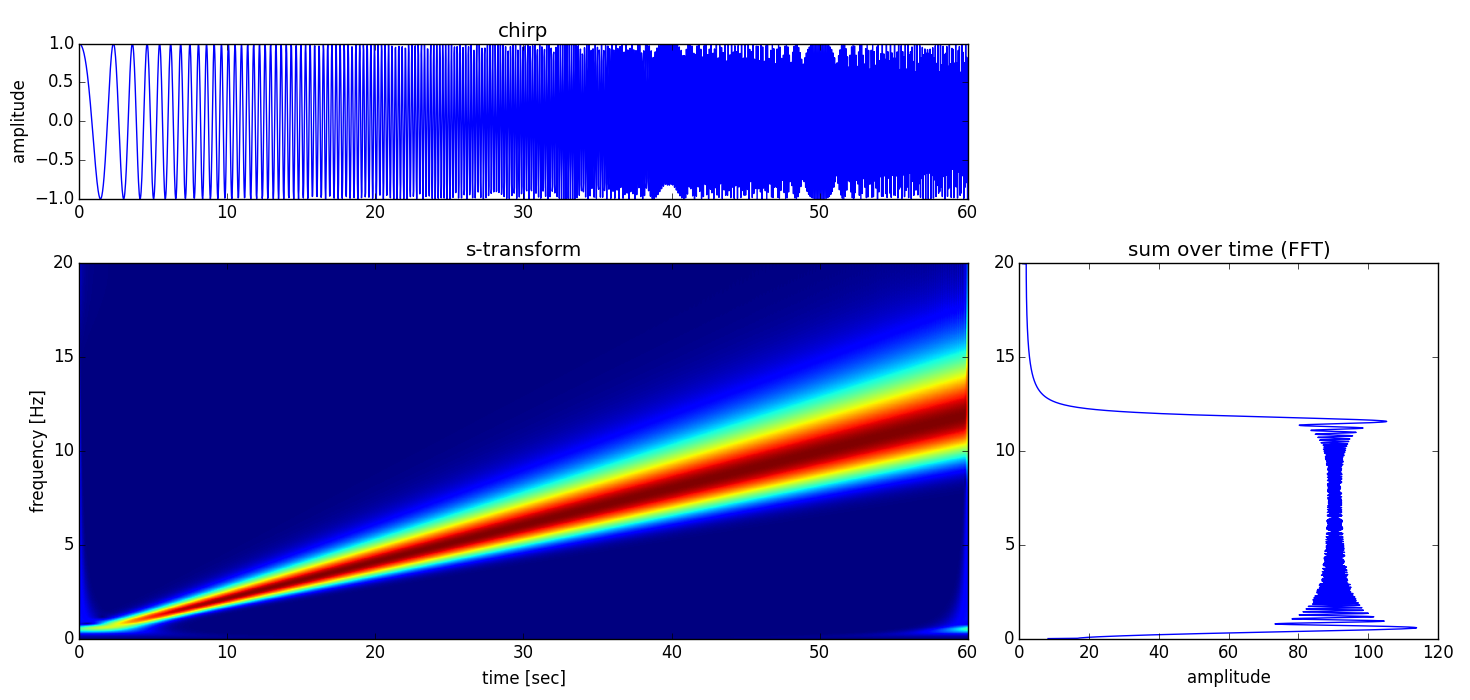 chirp
amplitude
1.0
0.5
0.0
−0.5
−1.0
0 10 20 30 40 50 60
s-transform
frequency [Hz]
20
15
10
5
0
0 10 20 30 40 50 60
time [sec]
sum over time (FFT)
20
15
10
5
0
0 20 40 60 80 100 120
amplitude